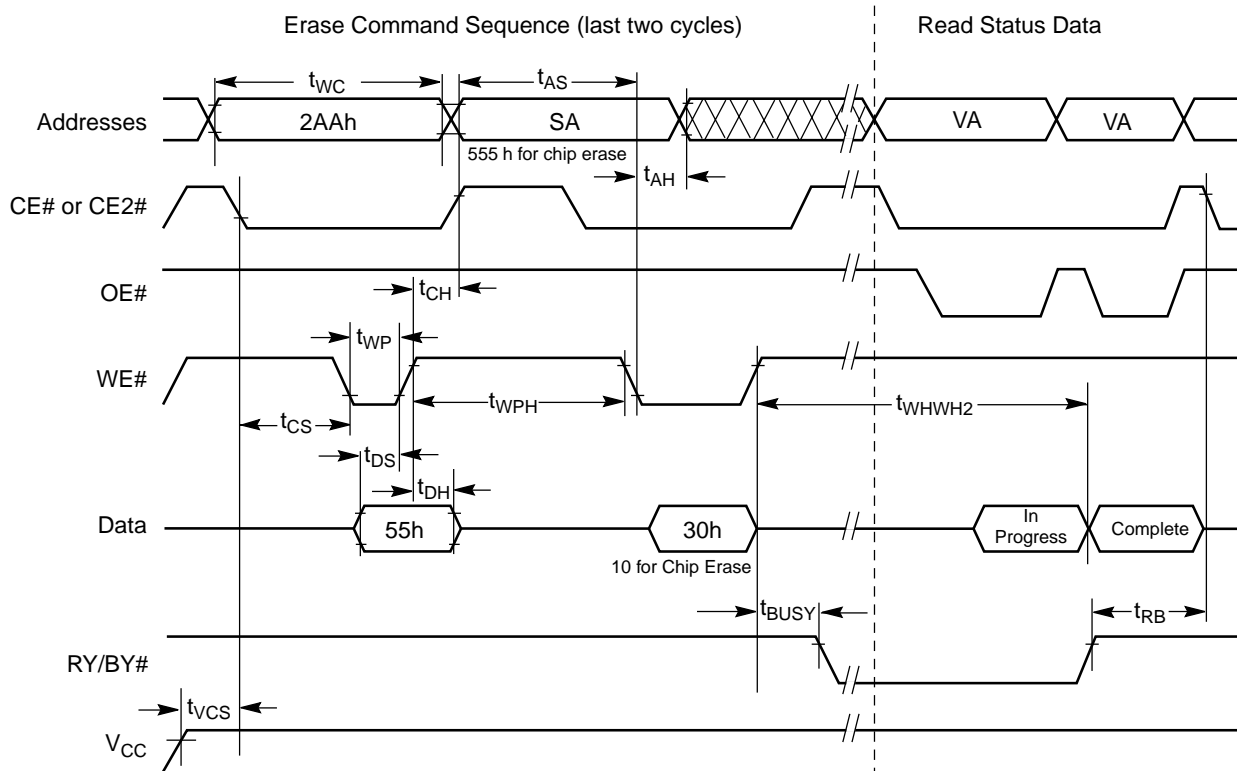 Erase Command Sequence (last two cycles)
Read Status Data
tWC
tAS
Addresses
2AAh
SA
VA
VA
555 h for chip erase
tAH
CE# or CE2#
OE#
tCH
tWP
WE#
tWPH
tWHWH2
tCS
tDS
tDH
Data
55h
30h
In
Progress
Complete
10 for Chip Erase
tBUSY
tRB
RY/BY#
tVCS
VCC